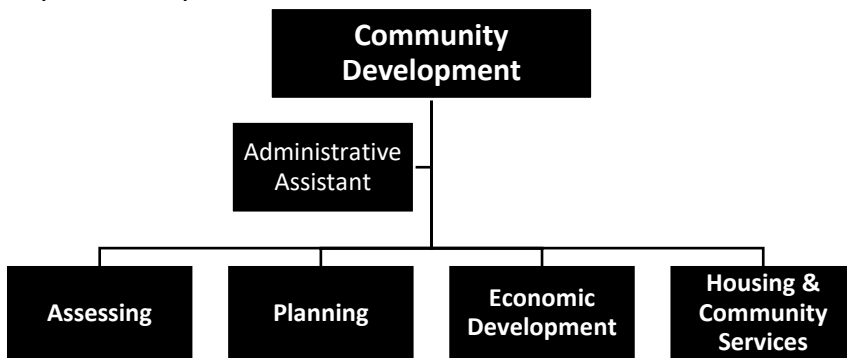 Community
Development
Administrative
Assistant
Assessing
Planning
Economic
Development
Housing &
Community
Services